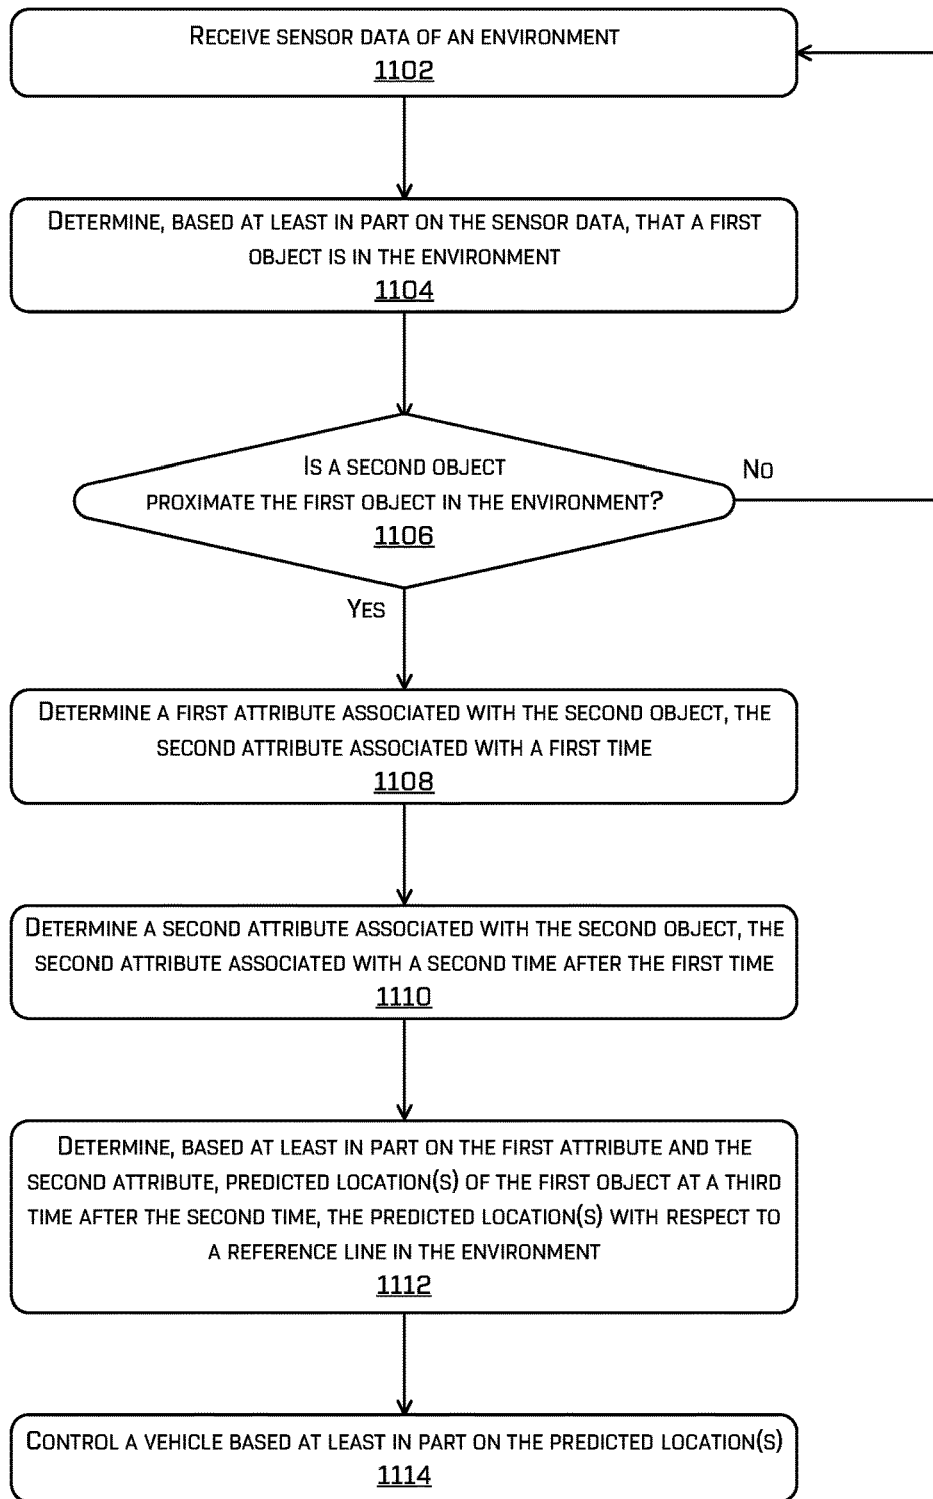 Receive sensor data of an environment
1102
Determine, based at least in part on the sensor data, that a first
object is in the environment
1104
Is a second object
proximate the first object in the environment?
1106
No
Yes
Determine a first attribute associated with the second object, the
second attribute associated with a first time
1108
Determine a second attribute associated with the second object, the
second attribute associated with a second time after the first time
1110
Determine, based at least in part on the first attribute and the
second attribute, predicted location(s) of the first object at a third
time after the second time, the predicted location(s) with respect to
a reference line in the environment
1112
Control a vehicle based at least in part on the predicted location(s)
1114